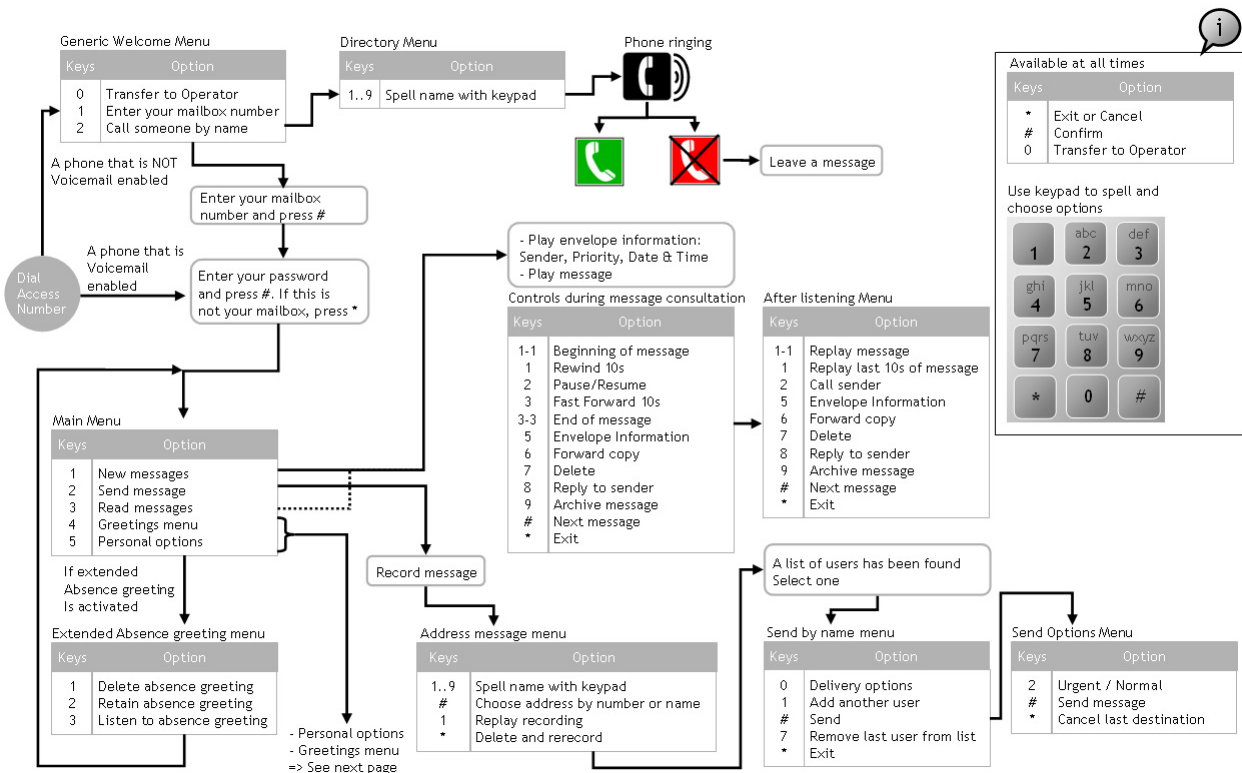 i
Generic Welcome Menu
Keys Option
0 Transfer to Operator
1 Enter your mailbox number
2 Call someone by name
Directory Menu
Keys Option
1..9 Spell name with keypad
Phone ringing
Leave a message
A phone that is NOT
Voicemail enabled
Enter your mailbox
number and press #
A phone that is
Voicemail
enabled
Dial
Access
Number
Enter your password
and press #. If this is
not your mailbox, press *
Available at all times
Keys Option
* Exit or Cancel
# Confirm
0 Transfer to Operator
Use keypad to spell and
choose options
1 abc 2 def 3
ghi 4 jkl 5 mno 6
pqrs 7 tuv 8 wxyz 9
* 0 #
- Play envelope information:
Sender, Priority, Date & Time
- Play message
Controls during message consultation
Keys Option
1-1 Beginning of message
1 Rewind 10s
2 Pause/Resume
3 Fast Forward 10s
3-3 End of message
5 Envelope Information
6 Forward copy
7 Delete
8 Reply to sender
9 Archive message
# Next message
* Exit
After listening Menu
Keys Option
1-1 Replay message
1 Replay last 10s of message
2 Call sender
5 Envelope Information
6 Forward copy
7 Delete
8 Reply to sender
9 Archive message
# Next message
* Exit
Main Menu
Keys Option
1 New messages
2 Send message
3 Read messages
4 Greetings menu
5 Personal options
If extended
Absence greeting
Is activated
Extended Absence greeting menu
Keys Option
1 Delete absence greeting
2 Retain absence greeting
3 Listen to absence greeting
- Personal options
- Greetings menu
=> See next page
Record message
Address message menu
Keys Option
1..9 Spell name with keypad
# Choose address by number or name
1 Replay recording
* Delete and rerecord
A list of users has been found
Select one
Send by name menu
Keys Option
0 Delivery options
1 Add another user
# Send
7 Remove last user from list
* Exit
Send Options Menu
Keys Option
2 Urgent / Normal
# Send message
* Cancel last destination